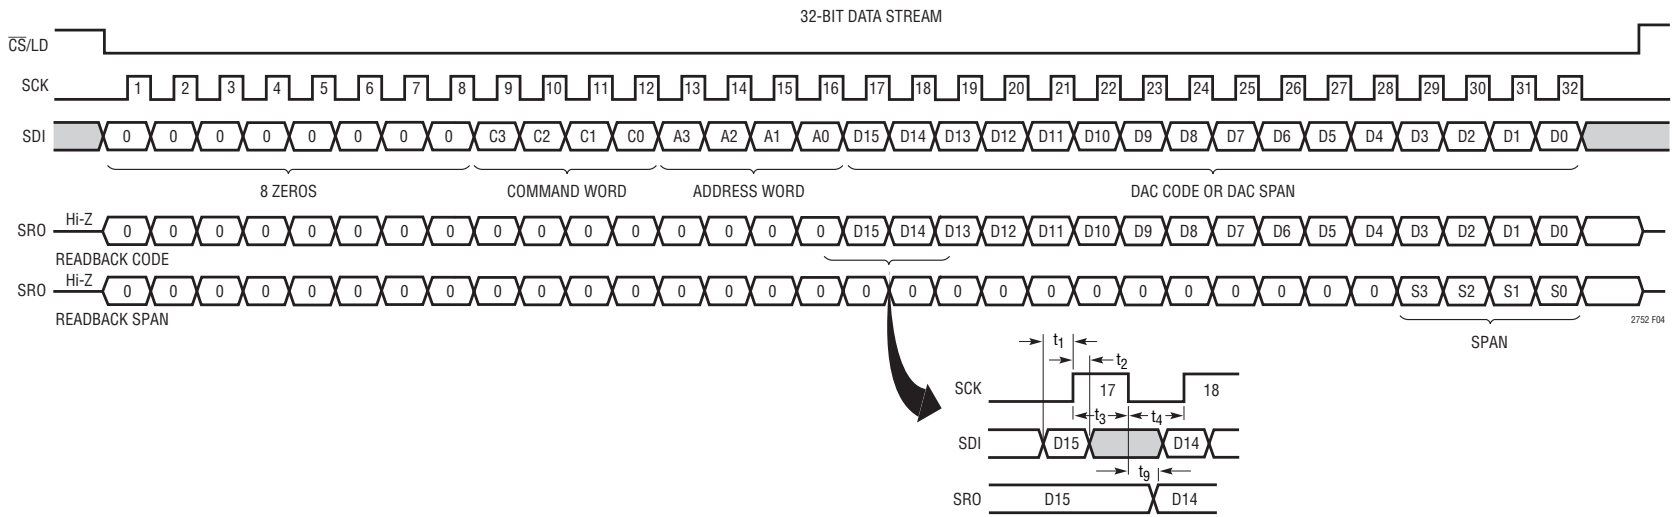 32-BIT DATA STREAM
CS/LD
SCK 1 2 3 4 5 6 7 8 9 10 11 12 13 14 15 16 17 18 19 20 21 22 23 24 25 26 27 28 29 30 31 32
SDI 0 0 0 0 0 0 0 0 C3 C2 C1 C0 A3 A2 A1 A0 D15 D14 D13 D12 D11 D10 D9 D8 D7 D6 D5 D4 D3 D2 D1 D0
8 ZEROS COMMAND WORD ADDRESS WORD DAC CODE OR DAC SPAN
SRO Hi-Z 0 0 0 0 0 0 0 0 0 0 0 0 0 0 0 0 D15 D14 D13 D12 D11 D10 D9 D8 D7 D6 D5 D4 D3 D2 D1 D0
READBACK CODE
SRO Hi-Z 0 0 0 0 0 0 0 0 0 0 0 0 0 0 0 0 0 0 0 0 0 0 0 0 0 0 0 0 S3 S2 S1 S0
READBACK SPAN
2752 F04
SPAN
t1
t2
SCK 17 18
t3 t4
SDI D15 D14
t9
SRO D15 D14